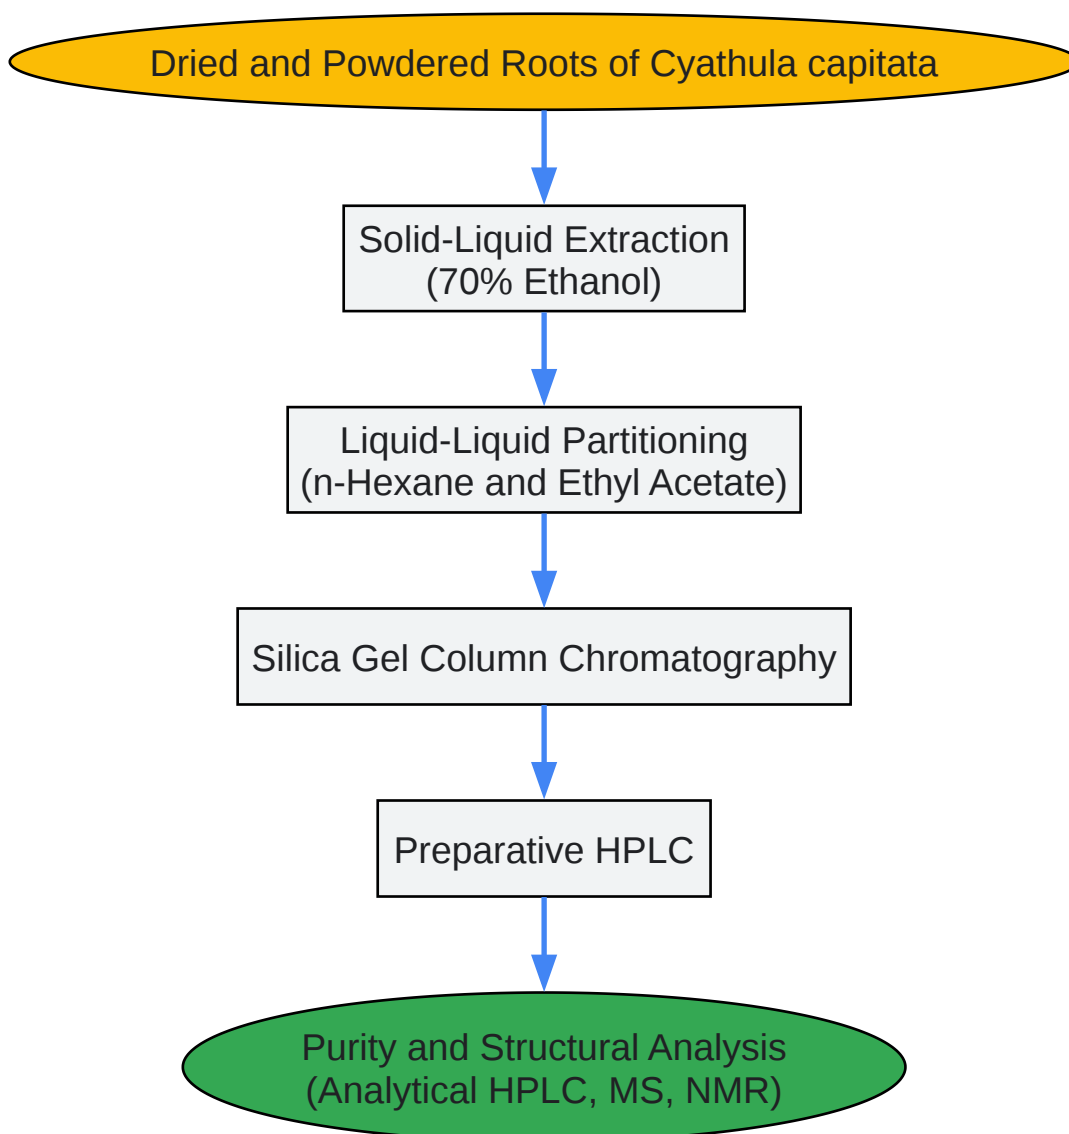 Dried and Powdered Roots of Cyathula capitata
Solid-Liquid Extraction
(70% Ethanol)
Liquid-Liquid Partitioning
(n-Hexane and Ethyl Acetate)
Silica Gel Column Chromatography
Preparative HPLC
Purity and Structural Analysis
(Analytical HPLC, MS, NMR)